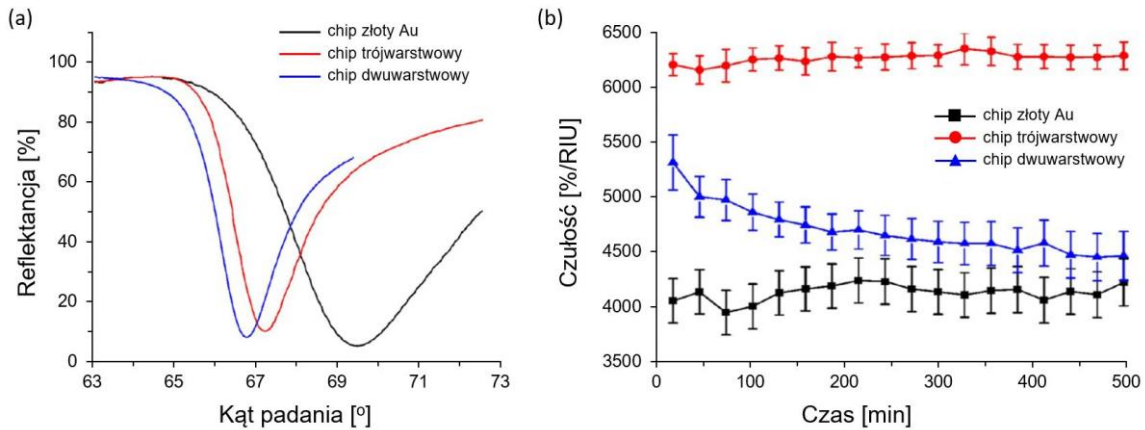 (a)
chip złoty Au
chip trójwarstwowy
chip dwuwarstwowy
100
80
60
40
20
0
Reflektancja [%]
63 65 67 69 71 73
Kąt padania [º]
(b)
6500
6000
5500
5000
4500
4000
3500
Czułość [%/RIU]
chip złoty Au
chip trójwarstwowy
chip dwuwarstwowy
0 100 200 300 400 500
Czas [min]